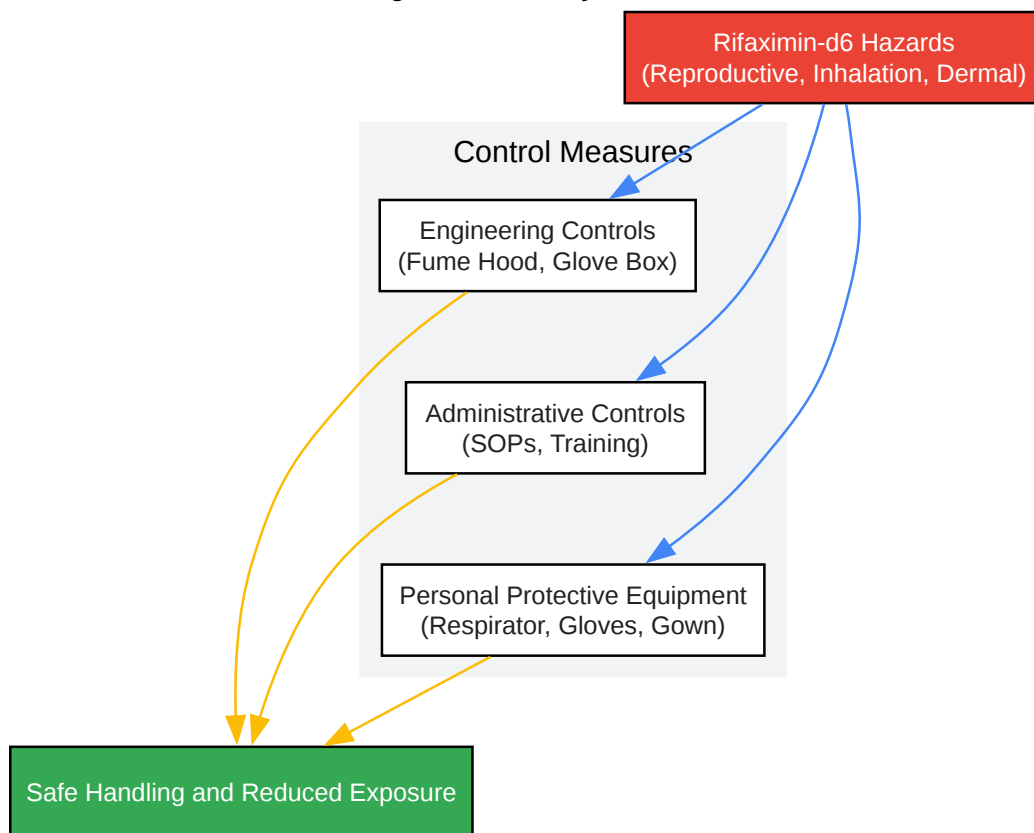 Rifaximin-d6 Hazards
(Reproductive, Inhalation, Dermal)
Control Measures
Engineering Controls
(Fume Hood, Glove Box)
Administrative Controls
(SOPs, Training)
Personal Protective Equipment
(Respirator, Gloves, Gown)
Safe Handling and Reduced Exposure